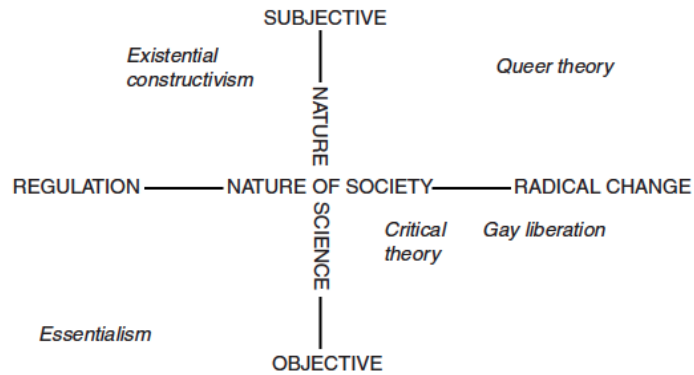 SUBJECTIVE
Existential
constructivism
Queer theory
NATURE
REGULATION NATURE OF SOCIETY RADICAL CHANGE
SCIENCE
Critical
theory
Gay liberation
Essentialism
OBJECTIVE